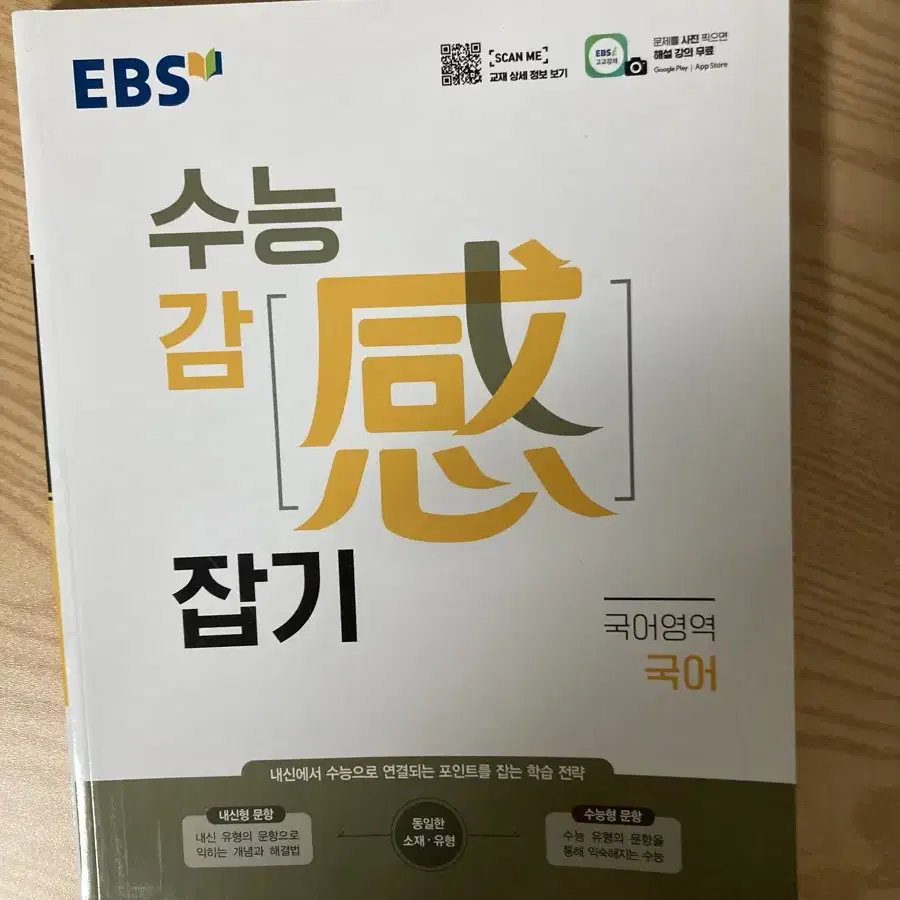 EBS
SCAN ME
교재 상세 정보 보기
EBS
고교강의
문제를 사진 찍으면
해설 강의 무료
Google Play | App Store
수능
감 [感]
잡기
국어영역
국어
내신에서 수능으로 연결되는 포인트를 잡는 학습 전략
내신형 문항
내신 유형의 문항으로
익히는 개념과 해결법
동일한
소재 · 유형
수능형 문항
수능 유형의 문항을
통해 익숙해지는 수능